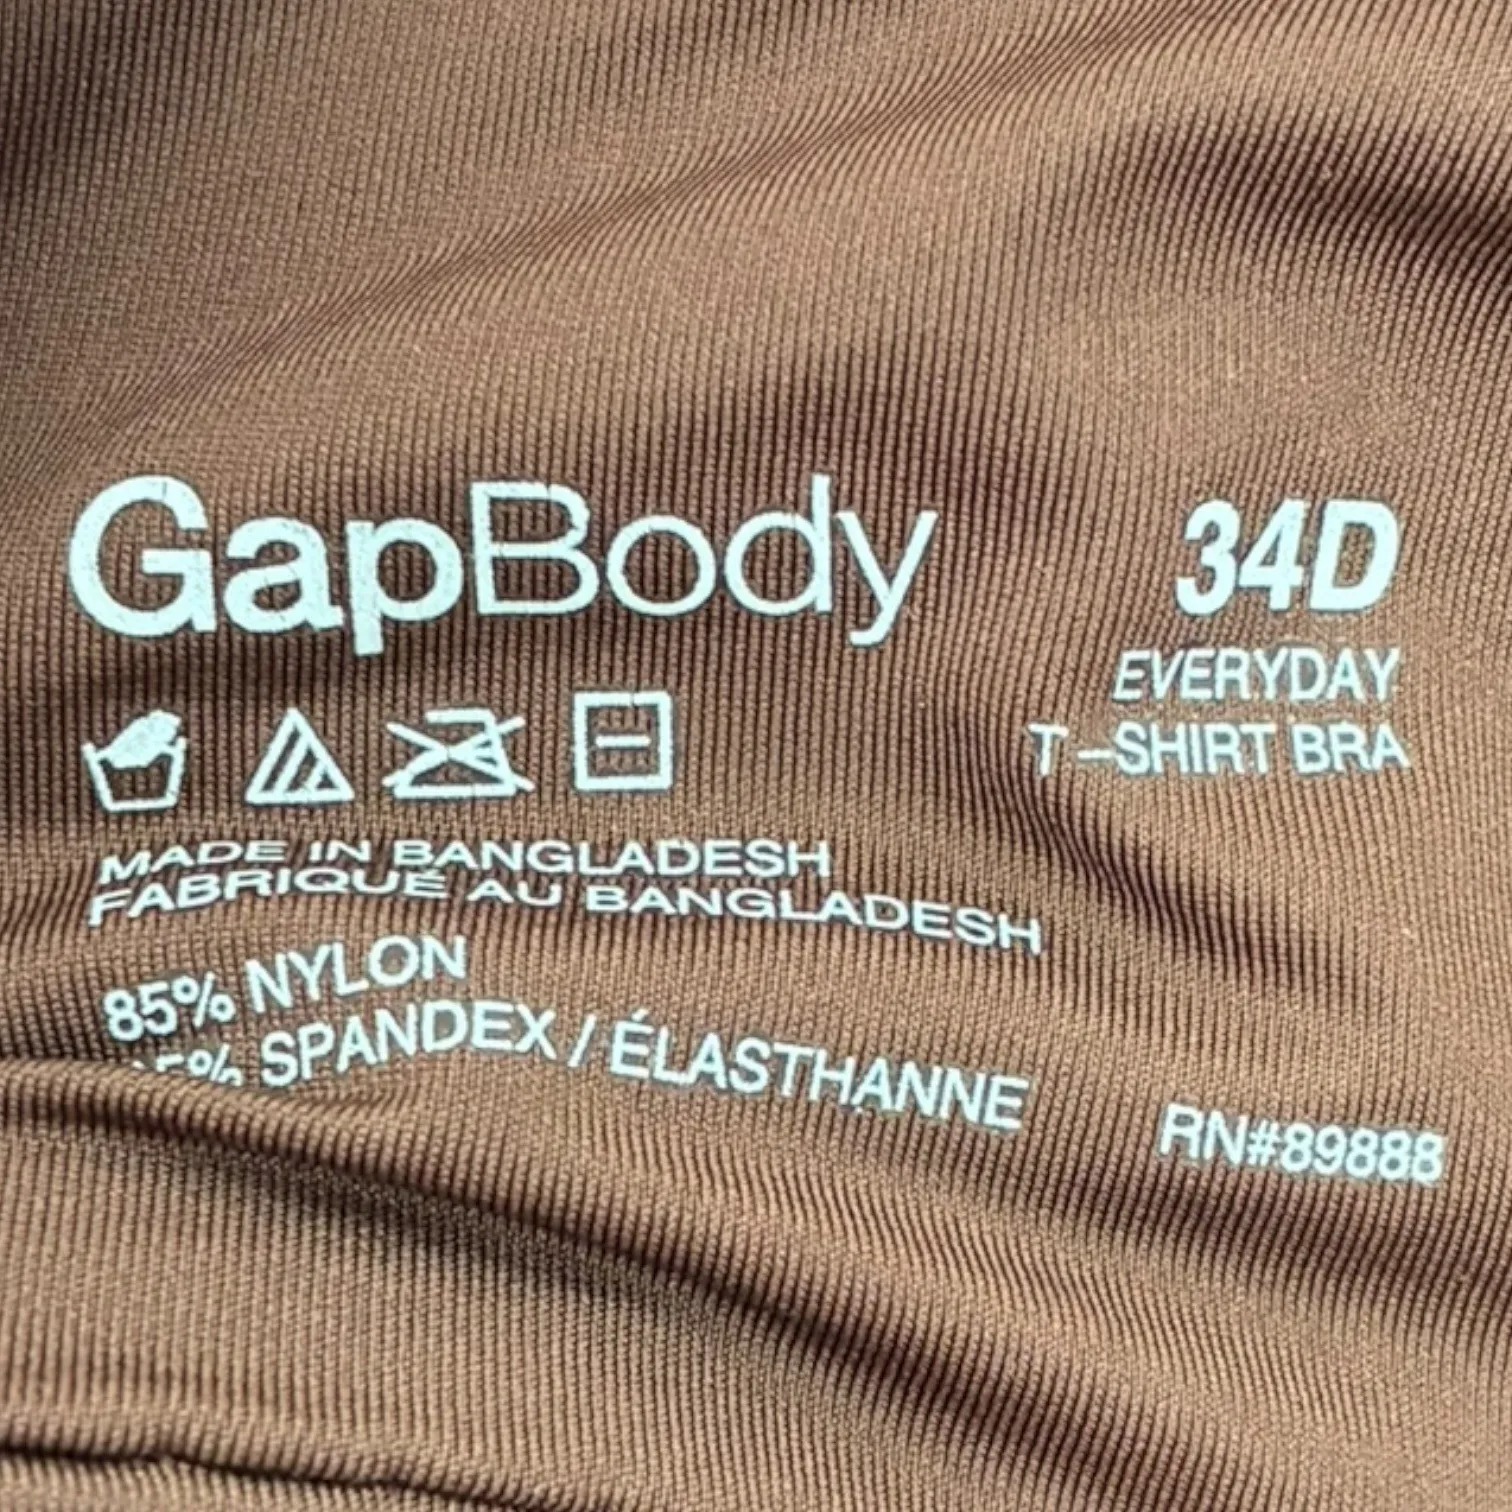 GapBody
34D
EVERYDAY
T-SHIRT BRA
MADE IN BANGLADESH
FABRIQUÉ AU BANGLADESH
85% NYLON
SPANDEX / ÉLASTHANNE
RN#89888